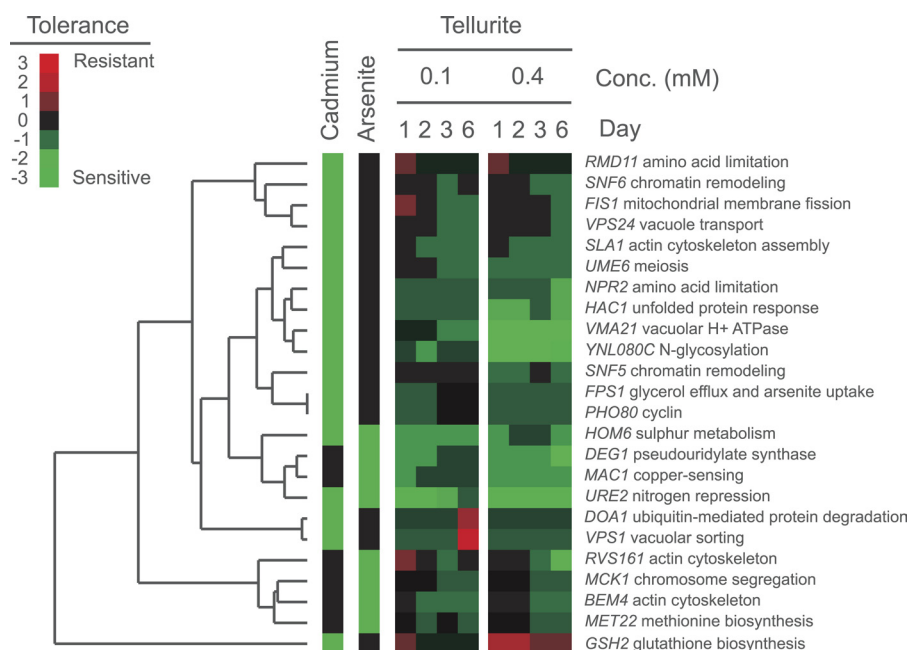 Tolerance
3
2
1
0
-1
-2
-3
Resistant
Sensitive
Cadmium
Arsenite
Tellurite
0.1 0.4 Conc. (mM)
1 2 3 6 1 2 3 6 Day
RMD11 amino acid limitation
SNF6 chromatin remodeling
FIS1 mitochondrial membrane fission
VPS24 vacuole transport
SLA1 actin cytoskeleton assembly
UME6 meiosis
NPR2 amino acid limitation
HAC1 unfolded protein response
VMA21 vacuolar H+ ATPase
YNL080C N-glycosylation
SNF5 chromatin remodeling
FPS1 glycerol efflux and arsenite uptake
PHO80 cyclin
HOM6 sulphur metabolism
DEG1 pseudouridylate synthase
MAC1 copper-sensing
URE2 nitrogen repression
DOA1 ubiquitin-mediated protein degradation
VPS1 vacuolar sorting
RVS161 actin cytoskeleton
MCK1 chromosome segregation
BEM4 actin cytoskeleton
MET22 methionine biosynthesis
GSH2 glutathione biosynthesis